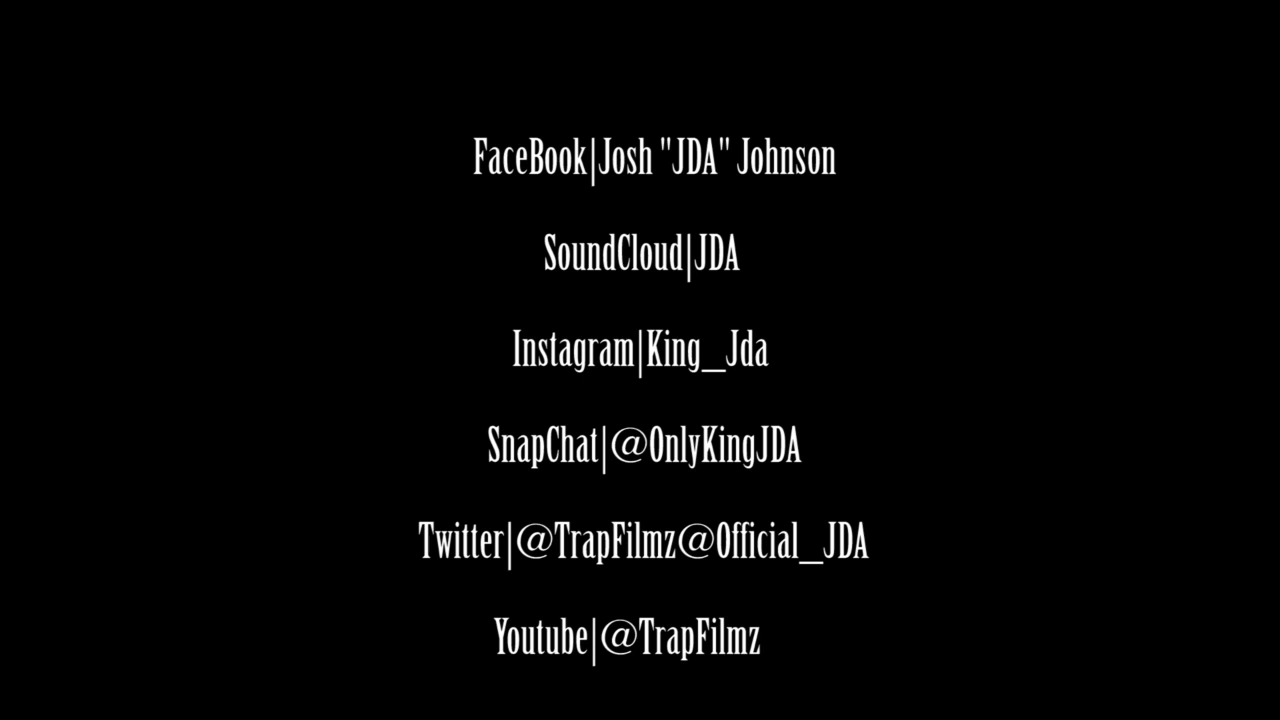 FaceBook|Josh "JDA" Johnson
SoundCloud|JDA
Instagram|King_Jda
SnapChat|@OnlyKingJDA
Twitter|@TrapFilmz@Official_JDA
Youtube|@TrapFilmz